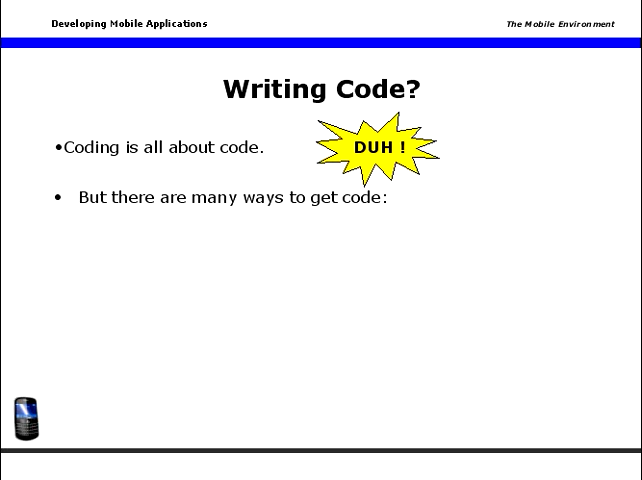 Developing Mobile Applications
The Mobile Environment
Writing Code?
•Coding is all about code.
DUH !
• But there are many ways to get code: